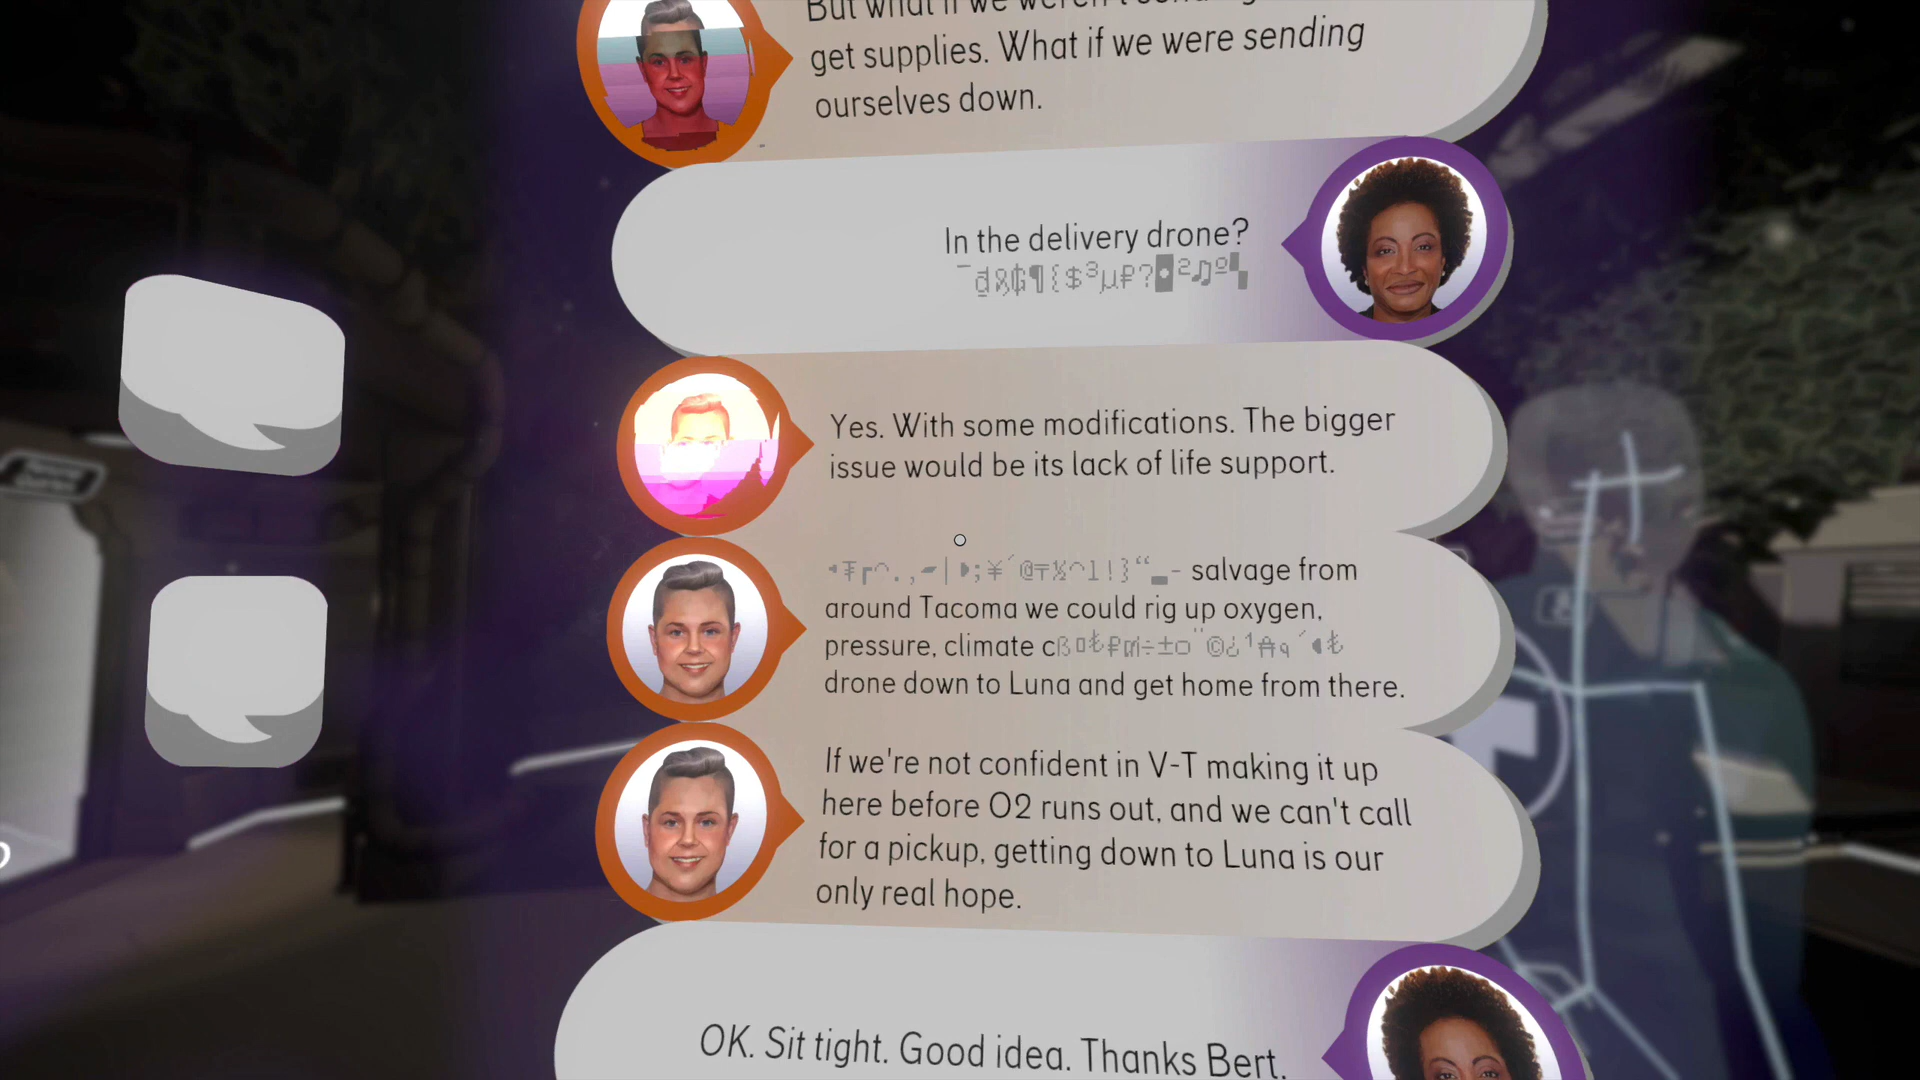 get supplies. What if we were sending
ourselves down.
In the delivery drone?
Yes. With some modifications. The bigger
issue would be its lack of life support.
salvage from
around Tacoma we could rig up oxygen,
pressure, climate c
drone down to Luna and get home from there.
If we're not confident in V-T making it up
here before O2 runs out, and we can't call
for a pickup, getting down to Luna is our
only real hope.
OK. Sit tight. Good idea. Thanks Bert.